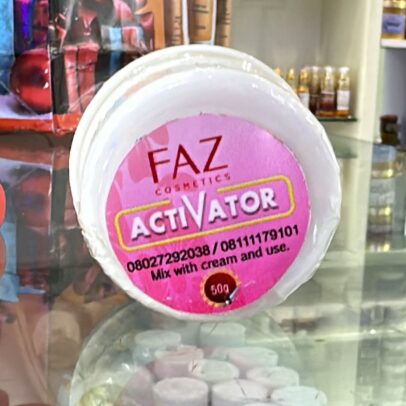 FAZ
COSMETICS
ACTIVATOR
08027292038 / 08111179101
Mix with cream and use.
50g